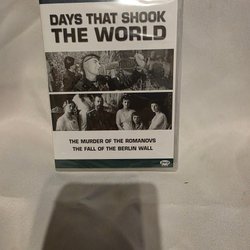 DAYS THAT SHOOK
THE WORLD
THE MURDER OF THE ROMANOVS
THE FALL OF THE BERLIN WALL